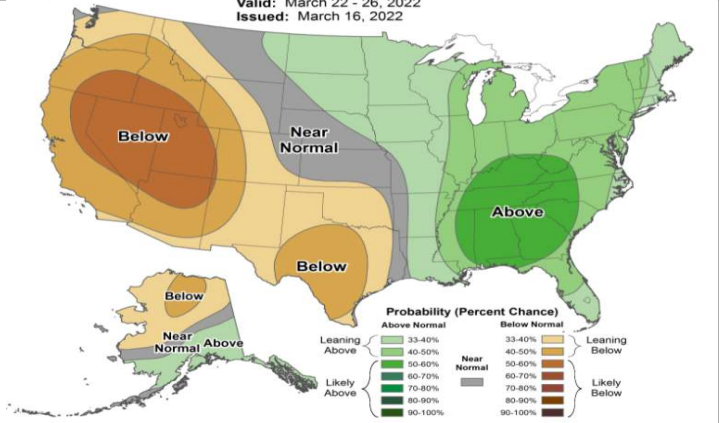 Valid: March 22 - 26, 2022
Issued: March 16, 2022
Below
Near
Normal
Above
Below
Below
Near
Normal
Above
Probability (Percent Chance)
Above Normal
Below Normal
Leaning
Above
33-40%
40-50%
Likely
Above
50-60%
60-70%
70-80%
80-90%
90-100%
Near
Normal
33-40%
40-50%
Leaning
Below
50-60%
60-70%
70-80%
80-90%
90-100%
Likely
Below